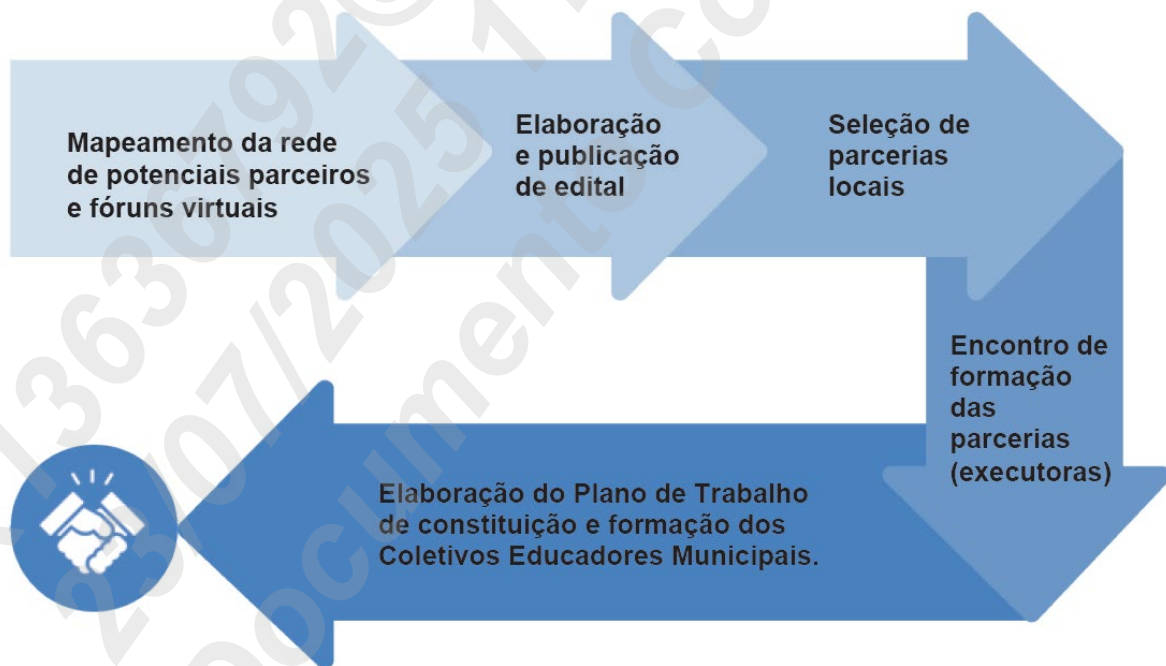 Mapeamento da rede
de potenciais parceiros
e fóruns virtuais
Elaboração
e publicação
de edital
Seleção de
parcerias
locais
Encontro de
formação
das
parcerias
(executoras)
Elaboração do Plano de Trabalho
de constituição e formação dos
Coletivos Educadores Municipais.